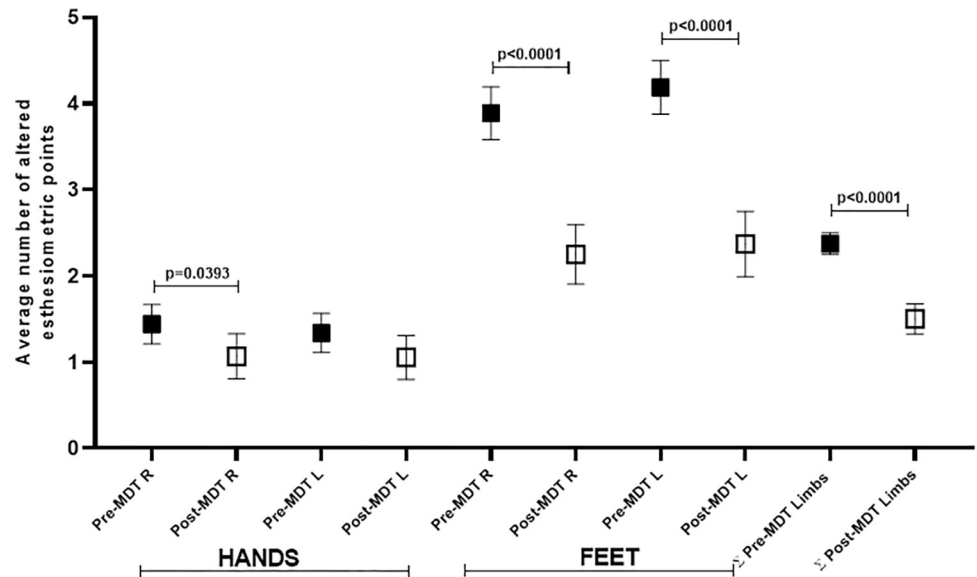 Average number of altered
esthesiometric points
5
4
3
2
1
0
p=0.0393
p<0.0001
p<0.0001
p<0.0001
Pre-MDT R
Post-MDT R
Pre-MDT L
Post-MDT L
Pre-MDT R
Post-MDT R
Pre-MDT L
Post-MDT L
Σ Pre-MDT Limbs
Σ Post-MDT Limbs
HANDS
FEET